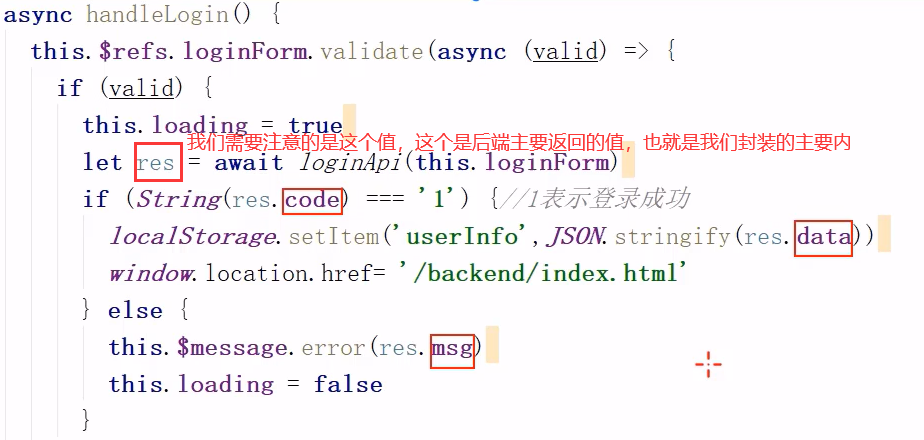 async handleLogin() {
this.$refs.loginForm.validate(async (valid) => {
if (valid) {
this.loading = true
我们需要注意的是这个值，这个是后端主要返回的值，也就是我们封装的主要内
let res = await loginApi(this.loginForm)
if (String(res.code) === '1') {//1表示登录成功
localStorage.setItem('userInfo',JSON.stringify(res.data))
window.location.href= '/backend/index.html'
} else {
this.$message.error(res.msg)
this.loading = false
}